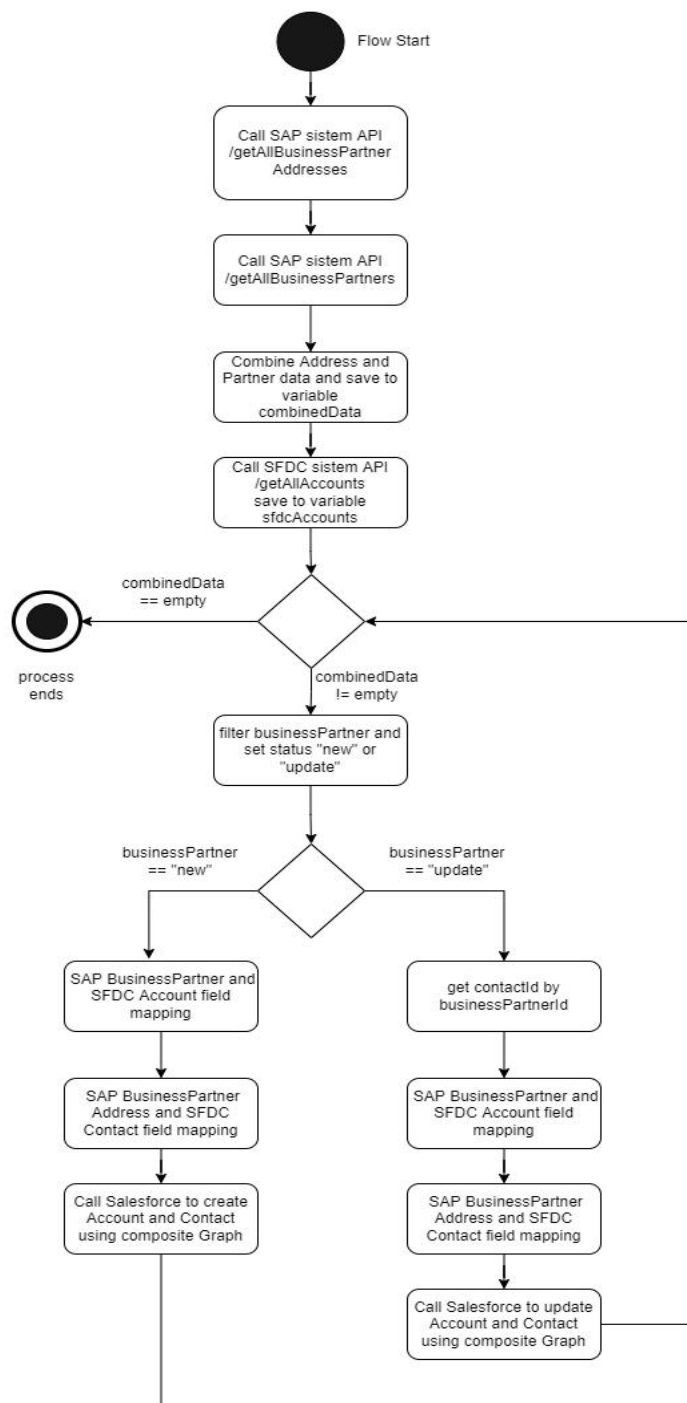 Flow Start
Call SAP sistem API
/getAllBusinessPartner
Addresses
Call SAP sistem API
/getAllBusinessPartners
Combine Address and
Partner data and save to
variable
combinedData
Call SFDC sistem API
/getAllAccounts
save to variable
sfdcAccounts
combinedData
== empty
process
ends
combinedData
!= empty
filter businessPartner and
set status "new" or
"update"
businessPartner
== "new"
businessPartner
== "update"
SAP BusinessPartner and
SFDC Account field
mapping
get contactId by
businessPartnerId
SAP BusinessPartner
Address and SFDC
Contact field mapping
SAP BusinessPartner and
SFDC Account field
mapping
Call Salesforce to create
Account and Contact
using composite Graph
SAP BusinessPartner
Address and SFDC
Contact field mapping
Call Salesforce to update
Account and Contact
using composite Graph